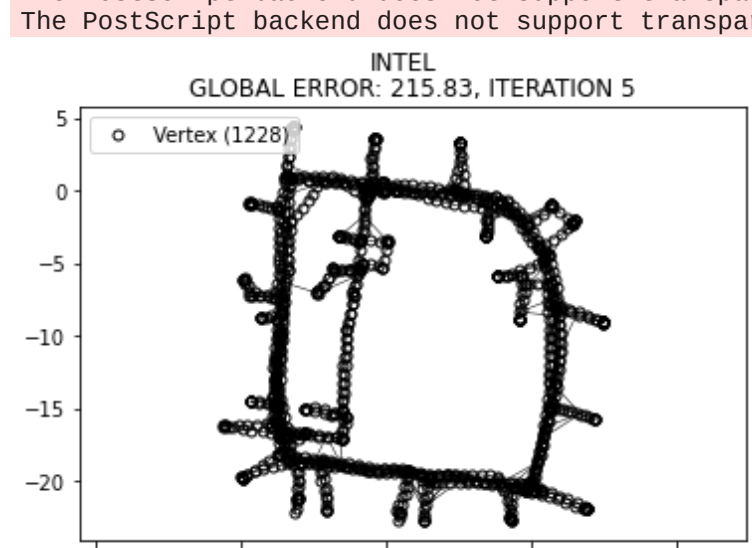 The PostScript backend does not support transpa
INTEL
GLOBAL ERROR: 215.83, ITERATION 5
5
Vertex (1228)
0
−5
−10
−15
−20